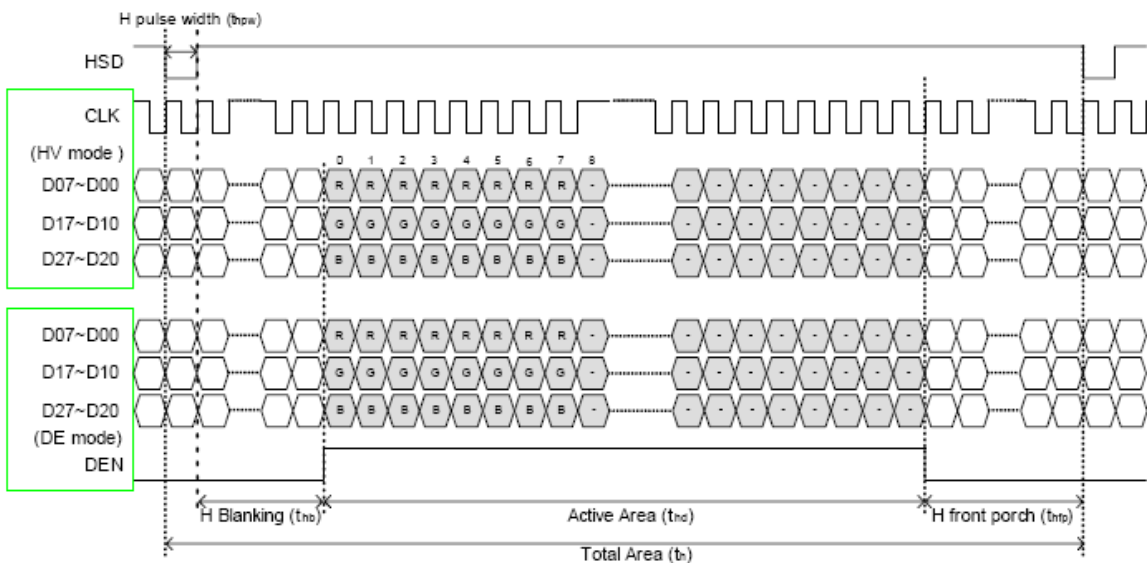 H pulse width (thpw)
HSD
CLK
(HV mode )
0 1 2 3 4 5 6 7 8
D07~D00 R R R R R R R R - - - - - - - - -
D17~D10 G G G G G G G G - - - - - - - - -
D27~D20 B B B B B B B B - - - - - - - - -
D07~D00 R R R R R R R R - - - - - - - - -
D17~D10 G G G G G G G G - - - - - - - - -
D27~D20 B B B B B B B B - - - - - - - - -
(DE mode)
DEN
H Blanking (thb) Active Area (thd) H front porch (thfp)
Total Area (th)